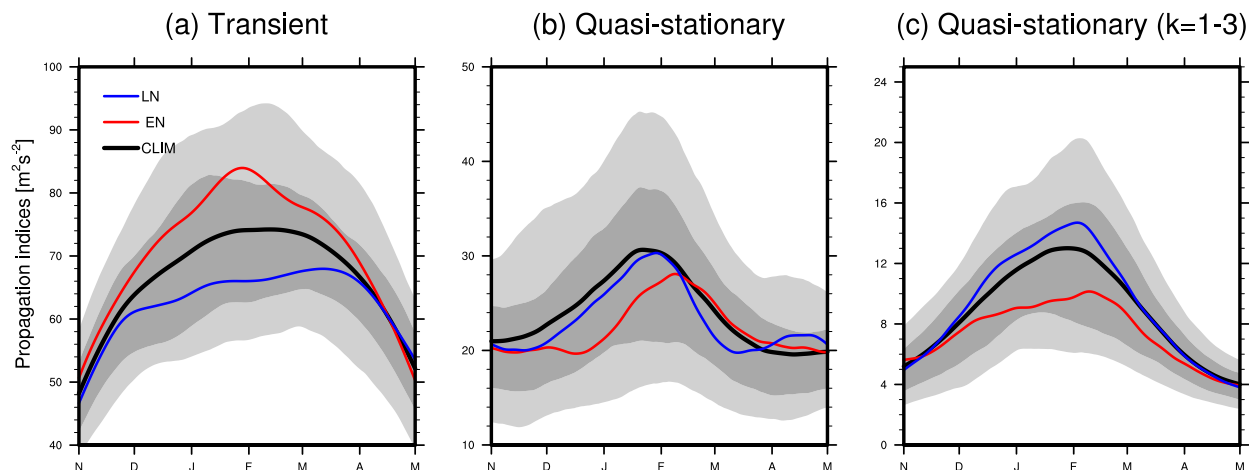 (a) Transient
(b) Quasi-stationary
(c) Quasi-stationary (k=1-3)
Propagation indices [m²s⁻²]
100
90
80
70
60
50
40
LN
EN
CLIM
N D J F M A M
50
40
30
20
10
N D J F M A M
24
20
16
12
8
4
0
N D J F M A M